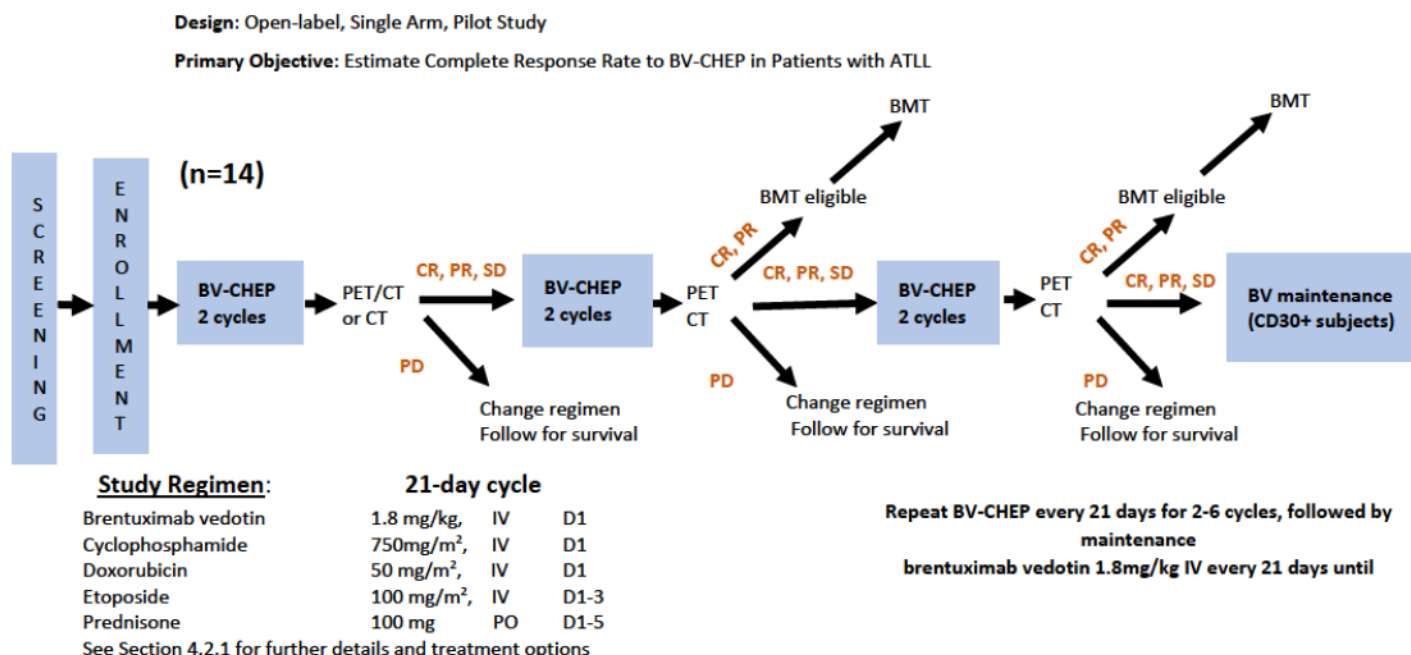 Design: Open-label, Single Arm, Pilot Study
Primary Objective: Estimate Complete Response Rate to BV-CHEP in Patients with ATLL
SCREENING
ENROLLMENT
(n=14)
BV-CHEP
2 cycles
PET/CT
or CT
CR, PR, SD
PD
Change regimen
Follow for survival
BV-CHEP
2 cycles
PET
CT
CR, PR
BMT eligible
BMT
CR, PR, SD
PD
Change regimen
Follow for survival
BV-CHEP
2 cycles
PET
CT
CR, PR
BMT eligible
BMT
CR, PR, SD
PD
Change regimen
Follow for survival
BV maintenance
(CD30+ subjects)
Study Regimen: 21-day cycle
Brentuximab vedotin 1.8 mg/kg, IV D1
Cyclophosphamide 750mg/m², IV D1
Doxorubicin 50 mg/m², IV D1
Etoposide 100 mg/m², IV D1-3
Prednisone 100 mg PO D1-5
See Section 4.2.1 for further details and treatment options
Repeat BV-CHEP every 21 days for 2-6 cycles, followed by
maintenance
brentuximab vedotin 1.8mg/kg IV every 21 days until